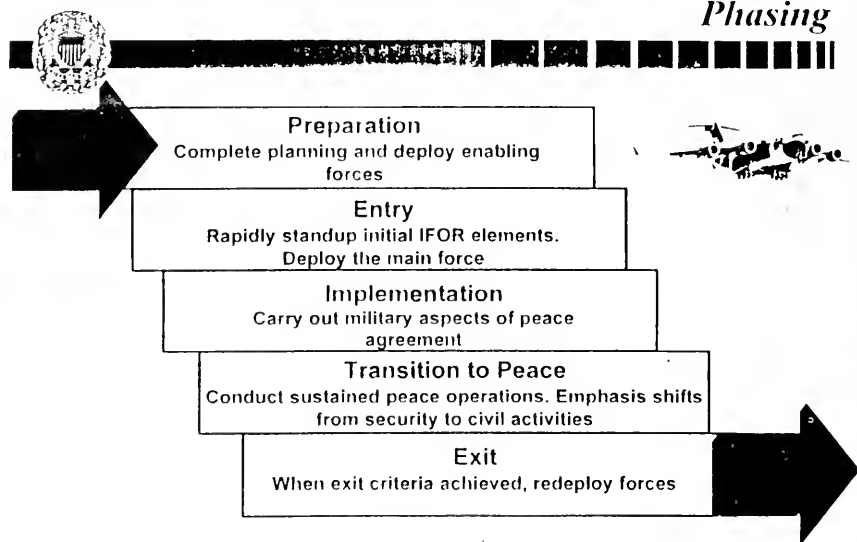 Phasing
Preparation
Complete planning and deploy enabling
forces
Entry
Rapidly standup initial IFOR elements.
Deploy the main force
Implementation
Carry out military aspects of peace
agreement
Transition to Peace
Conduct sustained peace operations. Emphasis shifts
from security to civil activities
Exit
When exit criteria achieved, redeploy forces